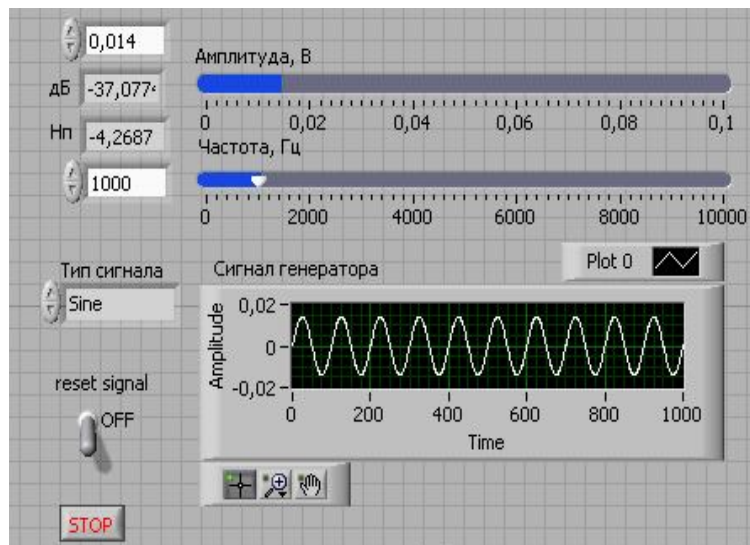 0,014
Амплитуда, В
дБ -37,077
0 0,02 0,04 0,06 0,08 0,1
Нп -4,2687
Частота, Гц
1000
0 2000 4000 6000 8000 10000
Plot 0
Тип сигнала
Сигнал генератора
Sine
Amplitude
0,02
0
-0,02
0 200 400 600 800 1000
Time
reset signal
OFF
STOP